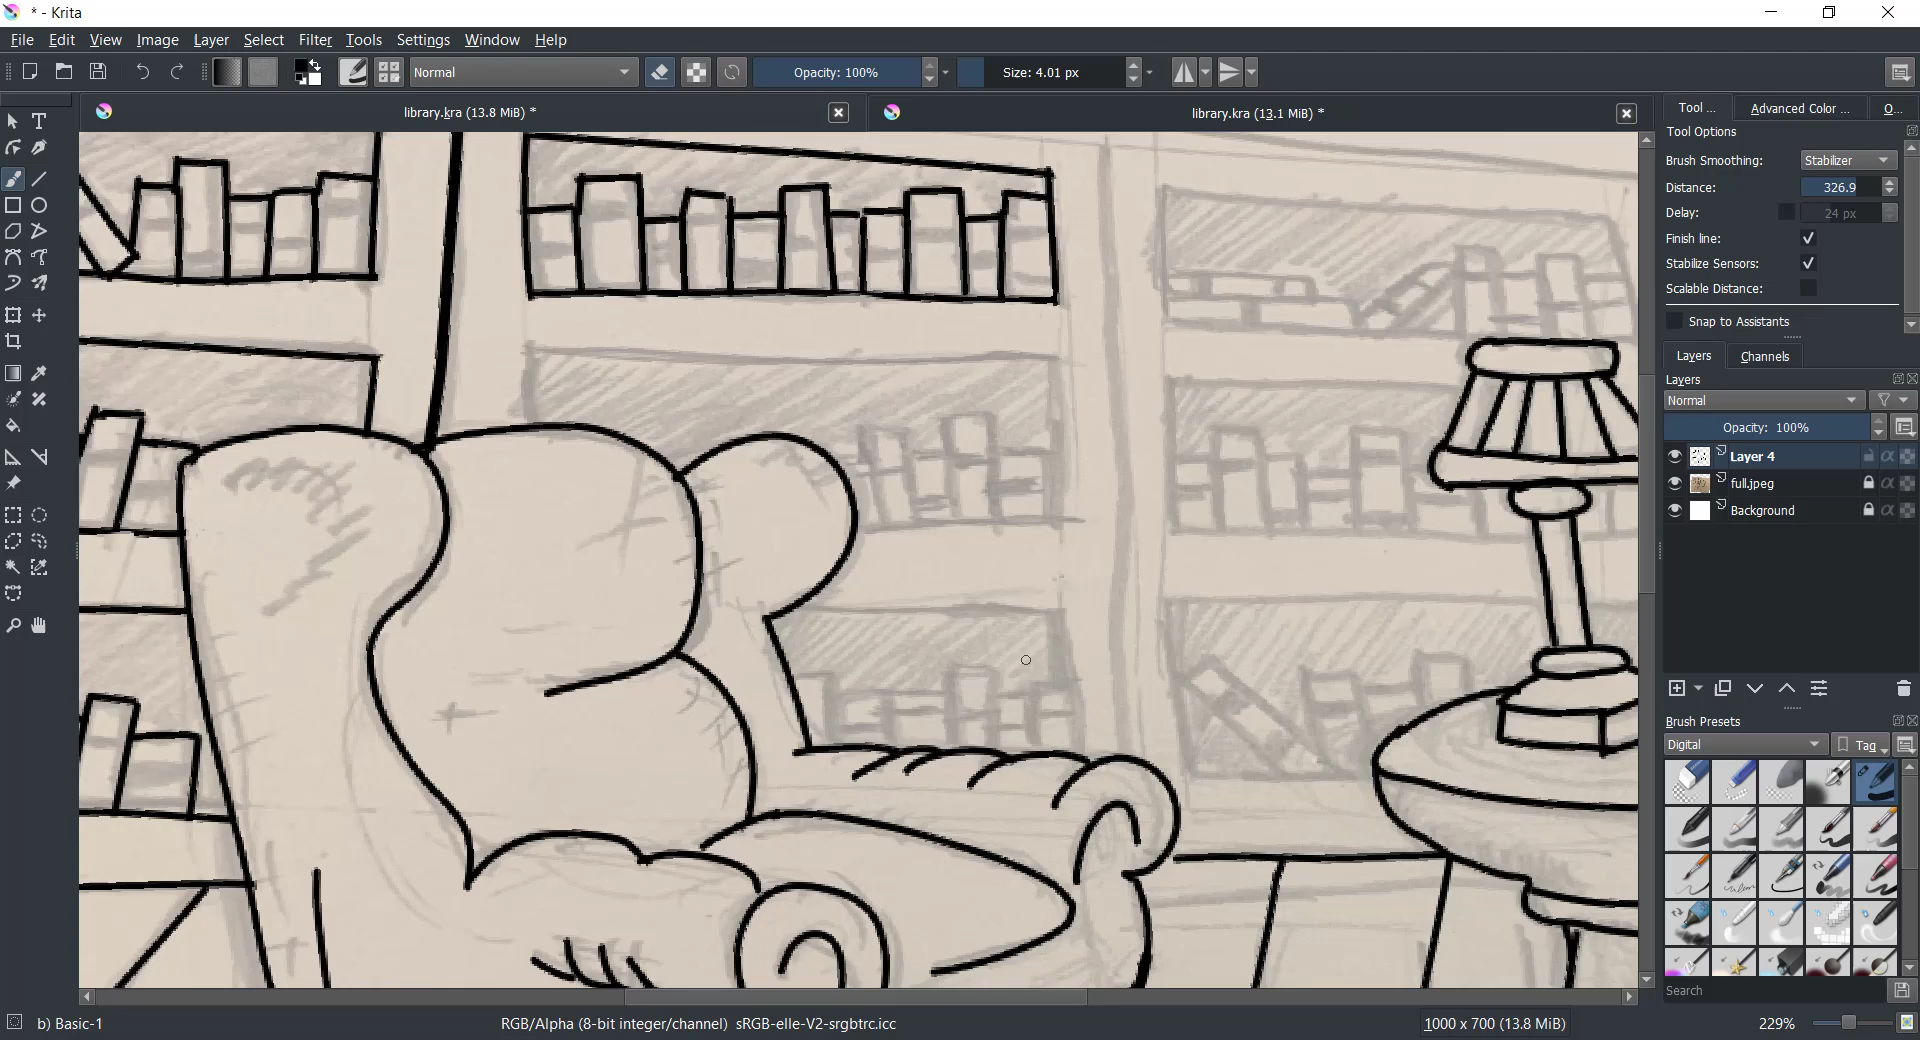 * - Krita
File Edit View Image Layer Select Filter Tools Settings Window Help
Normal Opacity: 100% Size: 4.01 px
library.kra (13.8 MiB) * library.kra (13.1 MiB) *
Tool ... Advanced Color ... O...
Tool Options
Brush Smoothing: Stabilizer
Distance: 326.9
Delay: 24 px
Finish line:
Stabilize Sensors:
Scalable Distance:
Snap to Assistants
Layers Channels
Layers
Normal
Opacity: 100%
Layer 4
full.jpeg
Background
Brush Presets
Digital Tag
Search
b) Basic-1 RGB/Alpha (8-bit integer/channel) sRGB-elle-V2-srgbtrc.icc 1000 x 700 (13.8 MiB) 229%